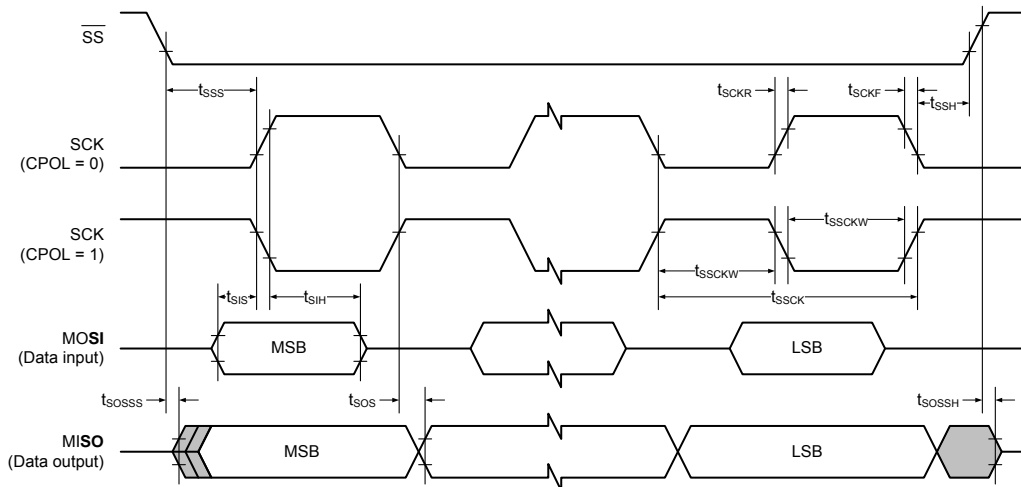 SS
tSSS
tSCKR
tSCKF
tSSH
SCK
(CPOL = 0)
SCK
(CPOL = 1)
tSSCKW
tSSCKW
tSSCK
tSIS
tSIH
MOSI
(Data input)
MSB
LSB
tSOSSS
tSOS
tSOSSH
MISO
(Data output)
MSB
LSB